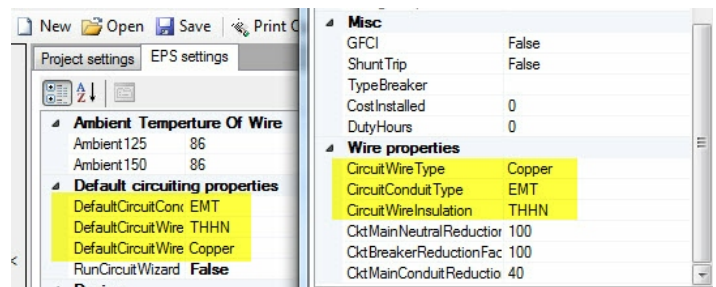 New Open Save Print C
Project settings EPS settings
Ambient Temperture Of Wire
Ambient125 86
Ambient150 86
Default circuiting properties
DefaultCircuitConc EMT
DefaultCircuitWire THHN
DefaultCircuitWire Copper
RunCircuitWizard False
Misc
GFCI False
ShuntTrip False
TypeBreaker
CostInstalled 0
DutyHours 0
Wire properties
CircuitWireType Copper
CircuitConduitType EMT
CircuitWireInsulation THHN
CktMainNeutralReduction 100
CktBreakerReductionFac 100
CktMainConduitReductio 40